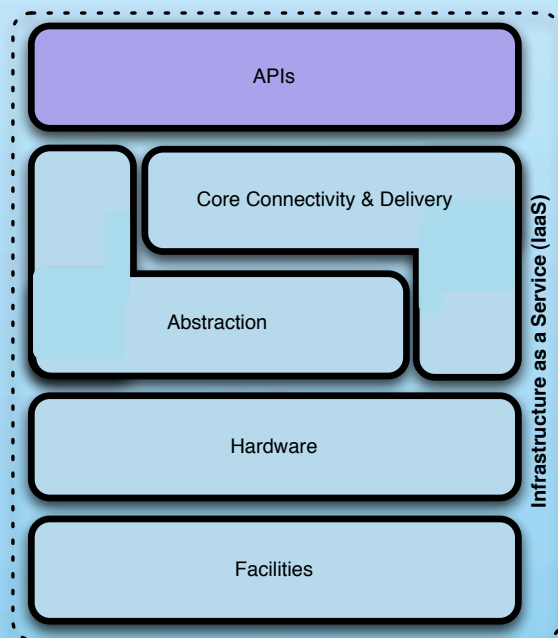 APIs
Core Connectivity & Delivery
Abstraction
Hardware
Facilities
Infrastructure as a Service (IaaS)